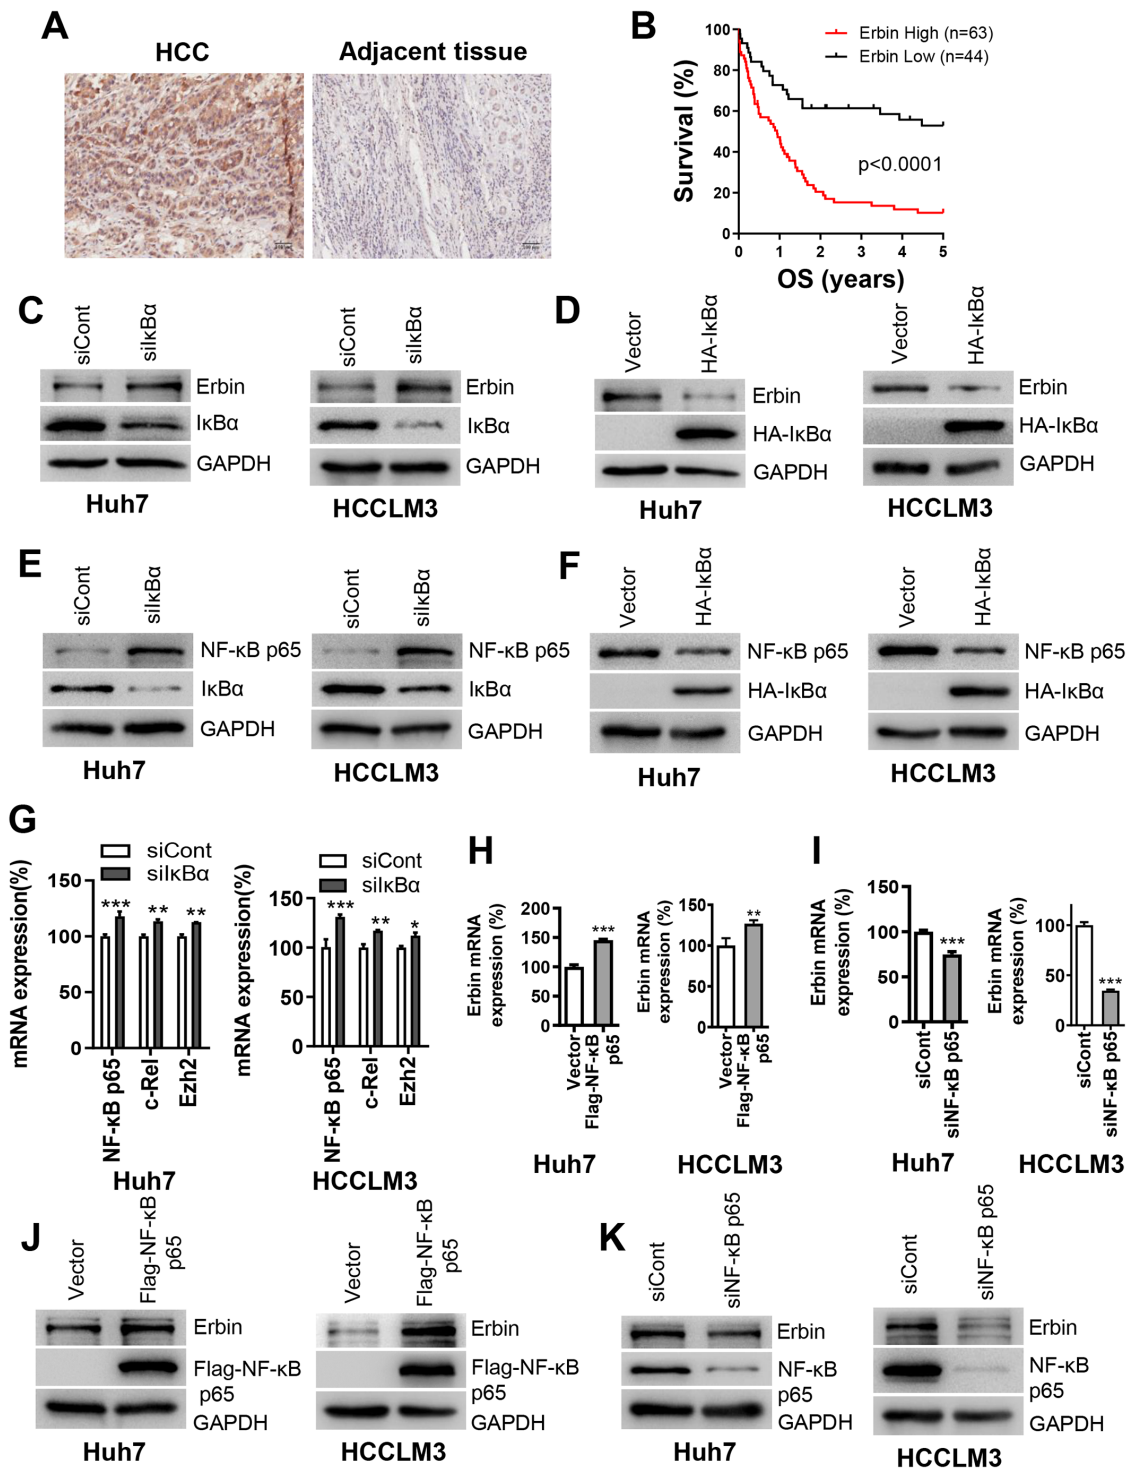 A
HCC
Adjacent tissue
B
Survival (%)
100
80
60
40
20
0
0 1 2 3 4 5
OS (years)
Erbin High (n=63)
Erbin Low (n=44)
p<0.0001
C
siCont
siIκBα
Erbin
IκBα
GAPDH
Huh7
siCont
siIκBα
Erbin
IκBα
GAPDH
HCCLM3
D
Vector
HA-IκBα
Erbin
HA-IκBα
GAPDH
Huh7
Vector
HA-IκBα
Erbin
HA-IκBα
GAPDH
HCCLM3
E
siCont
siIκBα
NF-κB p65
IκBα
GAPDH
Huh7
siCont
siIκBα
NF-κB p65
IκBα
GAPDH
HCCLM3
F
Vector
HA-IκBα
NF-κB p65
HA-IκBα
GAPDH
Huh7
Vector
HA-IκBα
NF-κB p65
HA-IκBα
GAPDH
HCCLM3
G
siCont
siIκBα
mRNA expression(%)
150
100
50
0
*** ** **
NF-κB p65
c-Rel
Ezh2
Huh7
siCont
siIκBα
mRNA expression(%)
150
100
50
0
*** ** *
NF-κB p65
c-Rel
Ezh2
HCCLM3
H
Erbin mRNA
expression (%)
200
150
100
50
0
***
Vector
Flag-NF-κB
p65
Huh7
Erbin mRNA
expression (%)
150
100
50
0
**
Vector
Flag-NF-κB
p65
HCCLM3
I
Erbin mRNA
expression (%)
150
100
50
0
***
siCont
siNF-κB p65
Huh7
Erbin mRNA
expression (%)
100
50
0
***
siCont
siNF-κB p65
HCCLM3
J
Vector
Flag-NF-κB
p65
Erbin
Flag-NF-κB
p65
GAPDH
Huh7
Vector
Flag-NF-κB
p65
Erbin
Flag-NF-κB
p65
GAPDH
HCCLM3
K
siCont
siNF-κB p65
Erbin
NF-κB
p65
GAPDH
Huh7
siCont
siNF-κB p65
Erbin
NF-κB
p65
GAPDH
HCCLM3